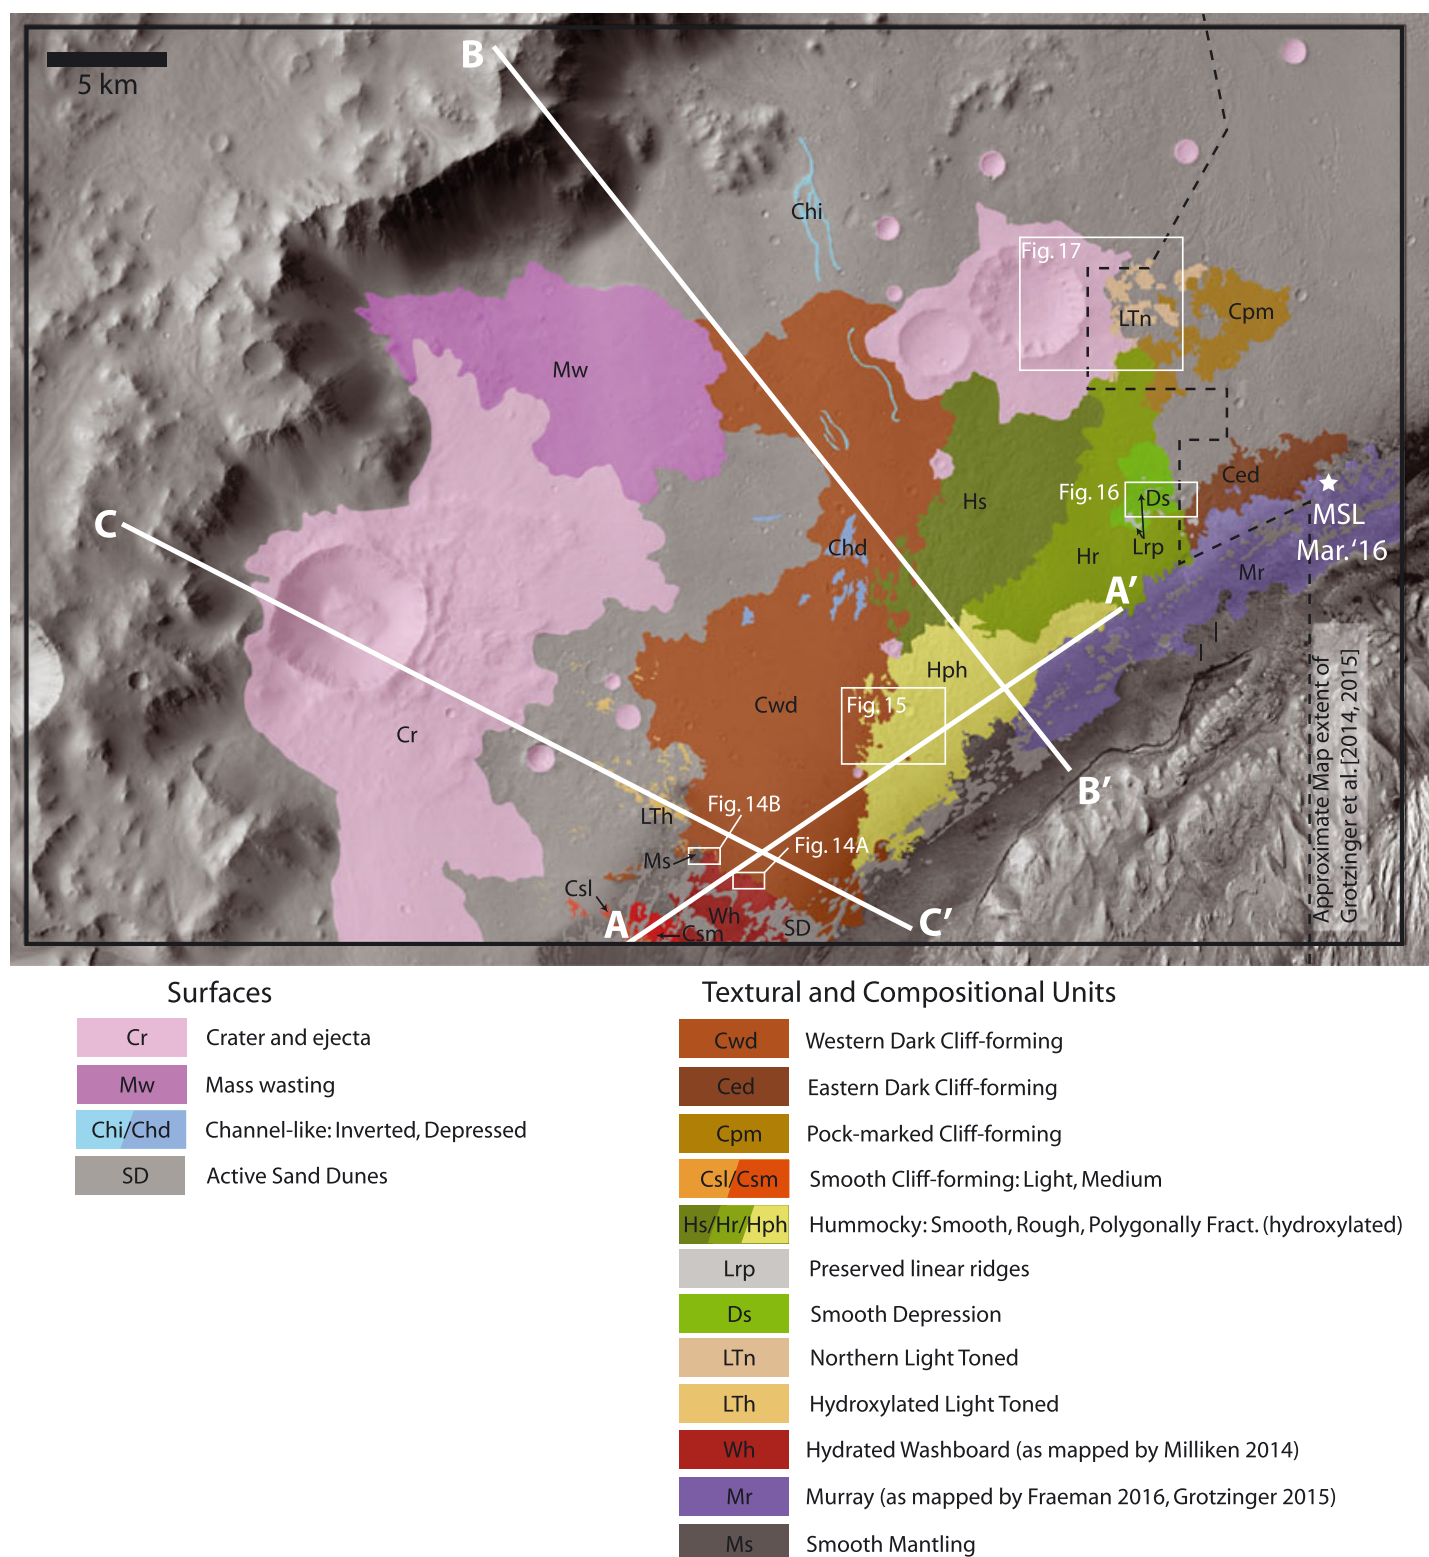 B
5 km
Chi
Fig. 17
LTn
Cpm
Mw
Ced
Fig. 16
Ds
Hs
MSL
Mar. ‘16
C
Chd
Lrp
Hr
Mr
A’
Hph
Cwd
Fig. 15
Cr
B’
Fig. 14B
LTh
Fig. 14A
Ms
Csl
A
Wh
Csm
SD
C’
Approximate Map extent of
Grotzinger et al. [2014, 2015]
Surfaces
Cr Crater and ejecta
Mw Mass wasting
Chi/Chd Channel-like: Inverted, Depressed
SD Active Sand Dunes
Textural and Compositional Units
Cwd Western Dark Cliff-forming
Ced Eastern Dark Cliff-forming
Cpm Pock-marked Cliff-forming
Csl/Csm Smooth Cliff-forming: Light, Medium
Hs/Hr/Hph Hummocky: Smooth, Rough, Polygonally Fract. (hydroxylated)
Lrp Preserved linear ridges
Ds Smooth Depression
LTn Northern Light Toned
LTh Hydroxylated Light Toned
Wh Hydrated Washboard (as mapped by Milliken 2014)
Mr Murray (as mapped by Fraeman 2016, Grotzinger 2015)
Ms Smooth Mantling